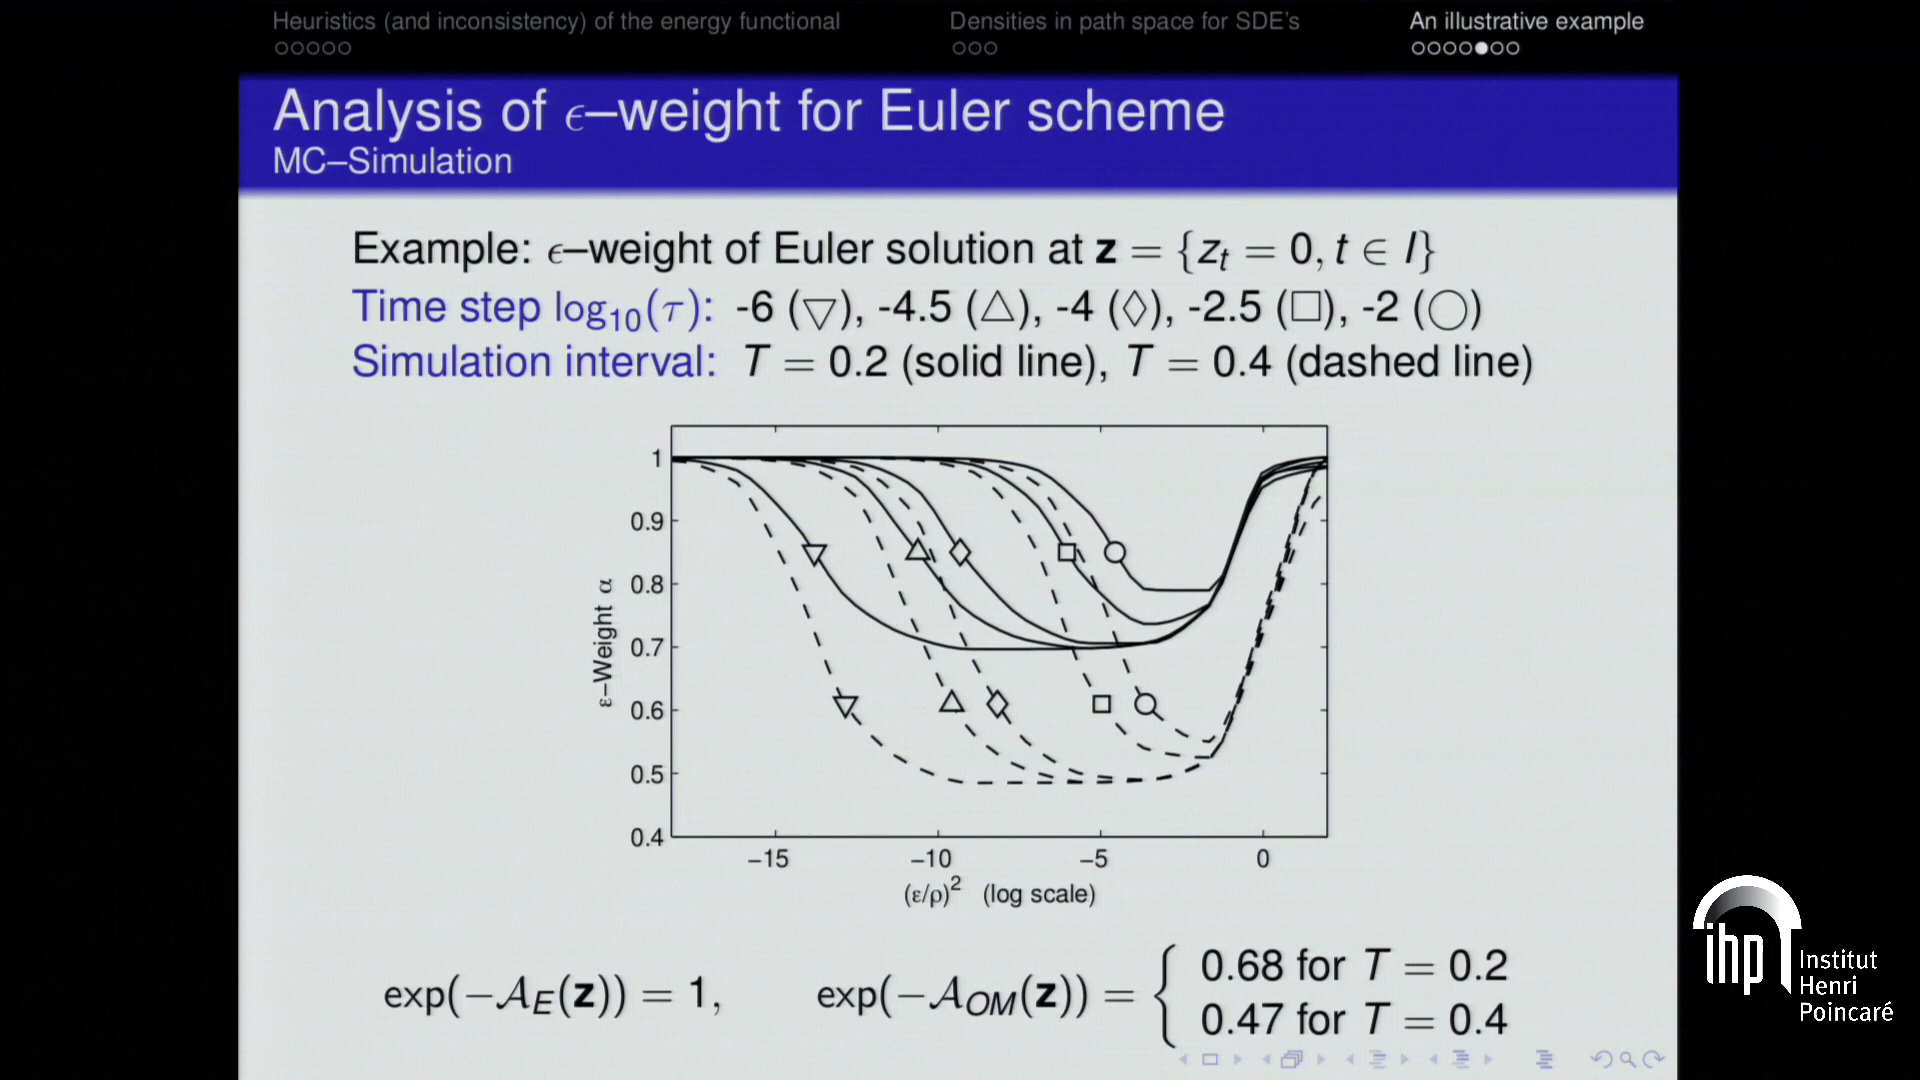 Heuristics (and inconsistency) of the energy functional
Densities in path space for SDE's
An illustrative example
Analysis of ϵ–weight for Euler scheme
MC–Simulation
Example: ϵ–weight of Euler solution at z = {z_t = 0, t ∈ I}
Time step log₁₀(τ): -6 (▽), -4.5 (△), -4 (◊), -2.5 (□), -2 (○)
Simulation interval: T = 0.2 (solid line), T = 0.4 (dashed line)
1
0.9
0.8
0.7
0.6
0.5
0.4
ε–Weight α
−15 −10 −5 0
(ε/ρ)² (log scale)
exp(−𝒜_E(z)) = 1, exp(−𝒜_OM(z)) = { 0.68 for T = 0.2
0.47 for T = 0.4
ihp Institut
Henri
Poincaré